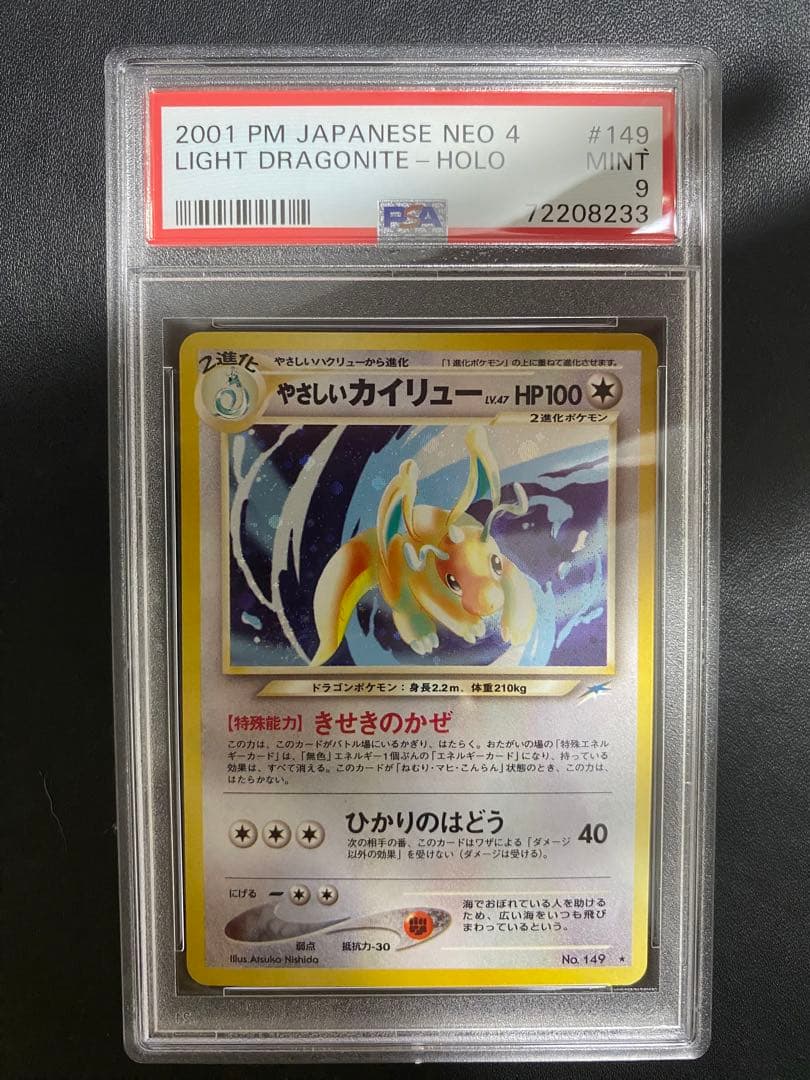 2001 PM JAPANESE NEO 4 #149
LIGHT DRAGONITE - HOLO MINT
9
PSA 72208233
2進化 やさしいハクリューから進化 「1進化ポケモン」の上に重ねて進化させます。
やさしいカイリュー LV.47 HP100
2進化ポケモン
ドラゴンポケモン:身長2.2m、体重210kg
【特殊能力】きせきのかぜ
この力は、このカードがバトル場にいるかぎり、はたらく。おたがいの場の「特殊エネル
ギーカード」は、「無色」エネルギー1個ぶんの「エネルギーカード」になり、持っている
効果は、すべて消える。このカードが「ねむり・マヒ・こんらん」状態のとき、この力は、
はたらかない。
ひかりのはどう 40
次の相手の番、このカードはワザによる「ダメージ
以外の効果」を受けない(ダメージは受ける)。
にげる
海でおぼれている人を助ける
ため、広い海をいつも飛び
まわっているという。
弱点 抵抗力-30
Illus. Atsuko Nishida No. 149 ★